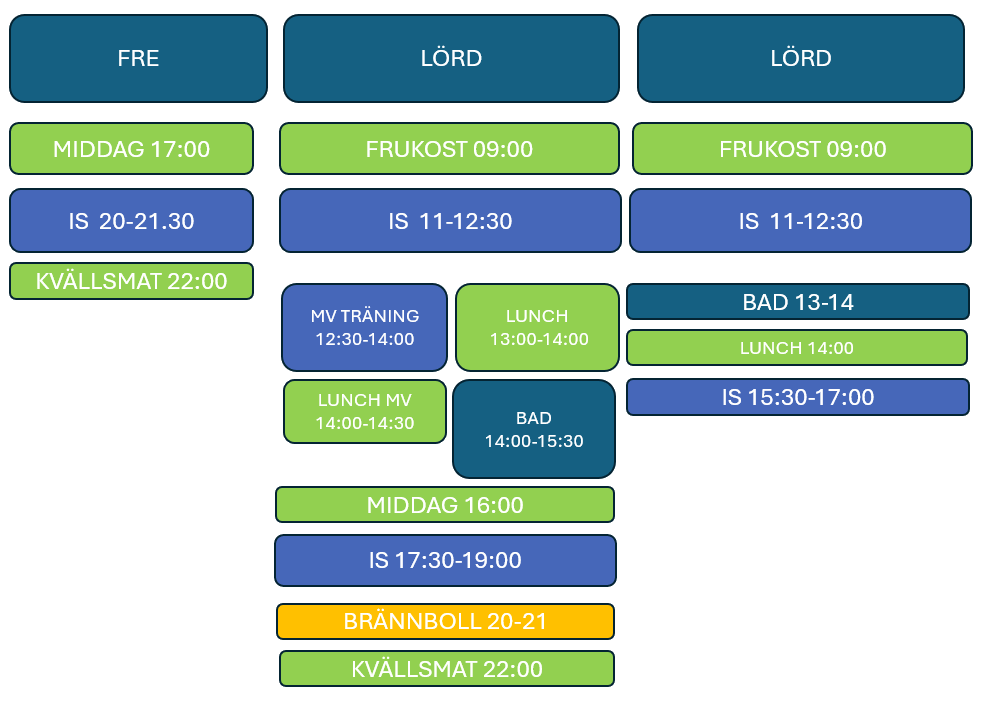 FRE
MIDDAG 17:00
IS 20-21.30
KVÄLLSMAT 22:00
LÖRD
FRUKOST 09:00
IS 11-12:30
MV TRÄNING
12:30-14:00
LUNCH
13:00-14:00
LUNCH MV
14:00-14:30
BAD
14:00-15:30
MIDDAG 16:00
IS 17:30-19:00
BRÄNNBOLL 20-21
KVÄLLSMAT 22:00
LÖRD
FRUKOST 09:00
IS 11-12:30
BAD 13-14
LUNCH 14:00
IS 15:30-17:00